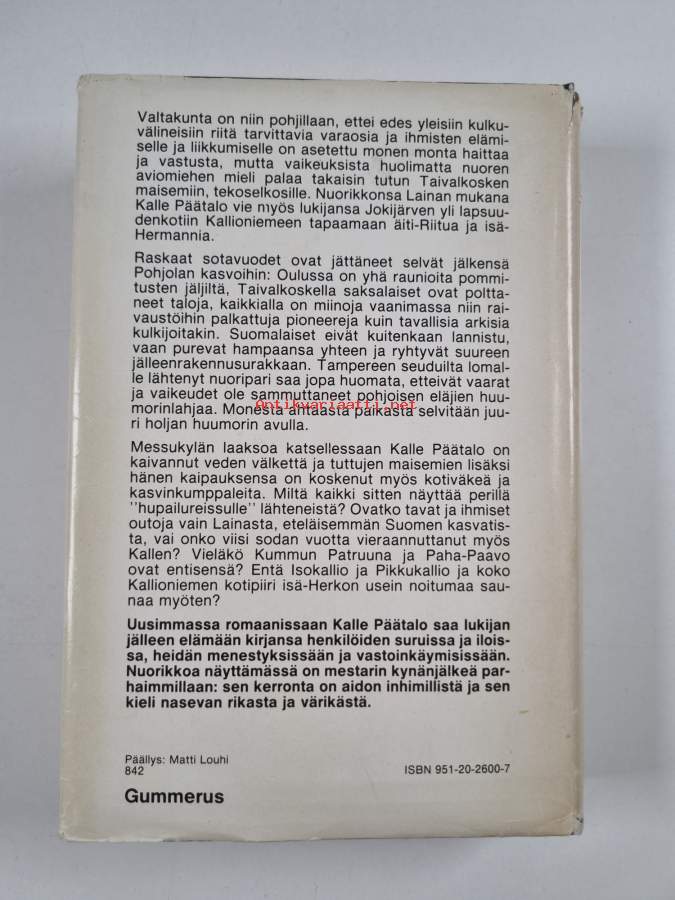 Valtakunta on niin pohjillaan, ettei edes yleisiin kulku-
välineisiin riitä tarvittavia varaosia ja ihmisten elämi-
selle ja liikkumiselle on asetettu monen monta haittaa
ja vastusta, mutta vaikeuksista huolimatta nuoren
aviomiehen mieli palaa takaisin tutun Taivalkosken
maisemiin, tekoselkosille. Nuorikkonsa Lainan mukana
Kalle Päätalo vie myös lukijansa Jokijärven yli lapsuu-
denkotiin Kallioniemeen tapaamaan äiti-Riitua ja isä-
Hermannia.
Raskaat sotavuodet ovat jättäneet selvät jälkensä
Pohjolan kasvoihin: Oulussa on yhä raunioita pommi-
tusten jäljiltä, Taivalkoskella saksalaiset ovat poltta-
neet taloja, kaikkialla on miinoja vaanimassa niin rai-
vaustöihin palkattuja pioneereja kuin tavallisia arkisia
kulkijoitakin. Suomalaiset eivät kuitenkaan lannistu,
vaan purevat hampaansa yhteen ja ryhtyvät suureen
jälleenrakennusurakkaan. Tampereen seuduilta lomal-
le lähtenyt nuoripari saa jopa huomata, etteivät vaarat
ja vaikeudet ole sammuttaneet pohjoisen eläjien huu-
morinlahjaa. Monesta ahtaasta paikasta selvitään juu-
ri holjan huumorin avulla.
Antikvariaatti.net
Messukylän laaksoa katsellessaan Kalle Päätalo on
kaivannut veden välkettä ja tuttujen maisemien lisäksi
hänen kaipauksensa on koskenut myös kotiväkeä ja
kasvinkumppaleita. Miltä kaikki sitten näyttää perillä
''hupailureissulle'' lähteneistä? Ovatko tavat ja ihmiset
outoja vain Lainasta, eteläisemmän Suomen kasvatis-
ta, vai onko viisi sodan vuotta vieraannuttanut myös
Kallen? Vieläkö Kummun Patruuna ja Paha-Paavo
ovat entisensä? Entä Isokallio ja Pikkukallio ja koko
Kallioniemen kotipiiri isä-Herkon usein noitumaa sau-
naa myöten?
Uusimmassa romaanissaan Kalle Päätalo saa lukijan
jälleen elämään kirjansa henkilöiden suruissa ja ilois-
sa, heidän menestyksissään ja vastoinkäymisissään.
Nuorikkoa näyttämässä on mestarin kynänjälkeä par-
haimmillaan: sen kerronta on aidon inhimillistä ja sen
kieli nasevan rikasta ja värikästä.
Päällys: Matti Louhi
842
ISBN 951-20-2600-7
Gummerus